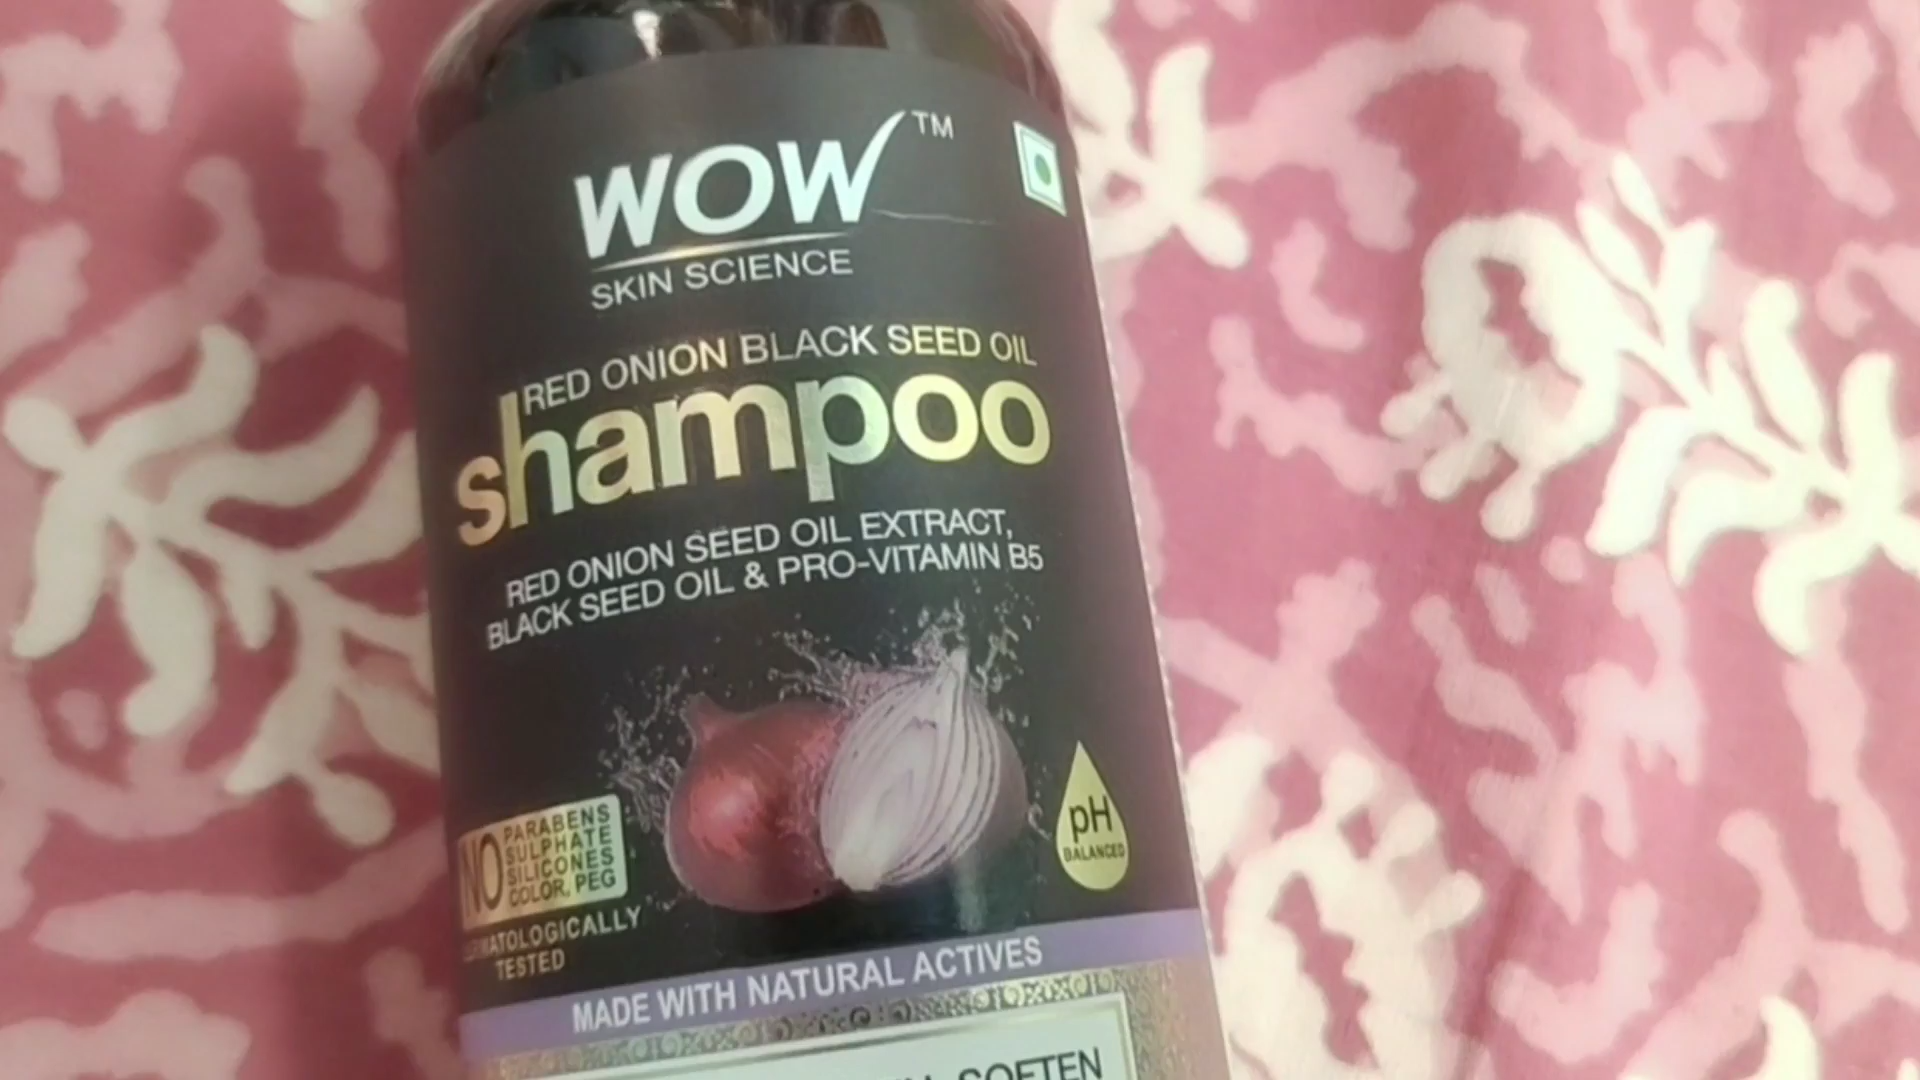 WOW™
SKIN SCIENCE
RED ONION BLACK SEED OIL
shampoo
RED ONION SEED OIL EXTRACT,
BLACK SEED OIL & PRO-VITAMIN B5
NO
PARABENS
SULPHATE
SILICONES
COLOR, PEG
TESTED
pH
BALANCED
MADE WITH NATURAL ACTIVES
SOFTEN